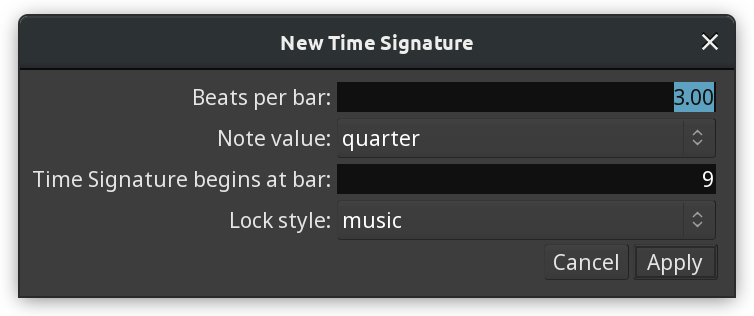 New Time Signature
Beats per bar: 3.00
Note value: quarter
Time Signature begins at bar: 9
Lock style: music
Cancel Apply